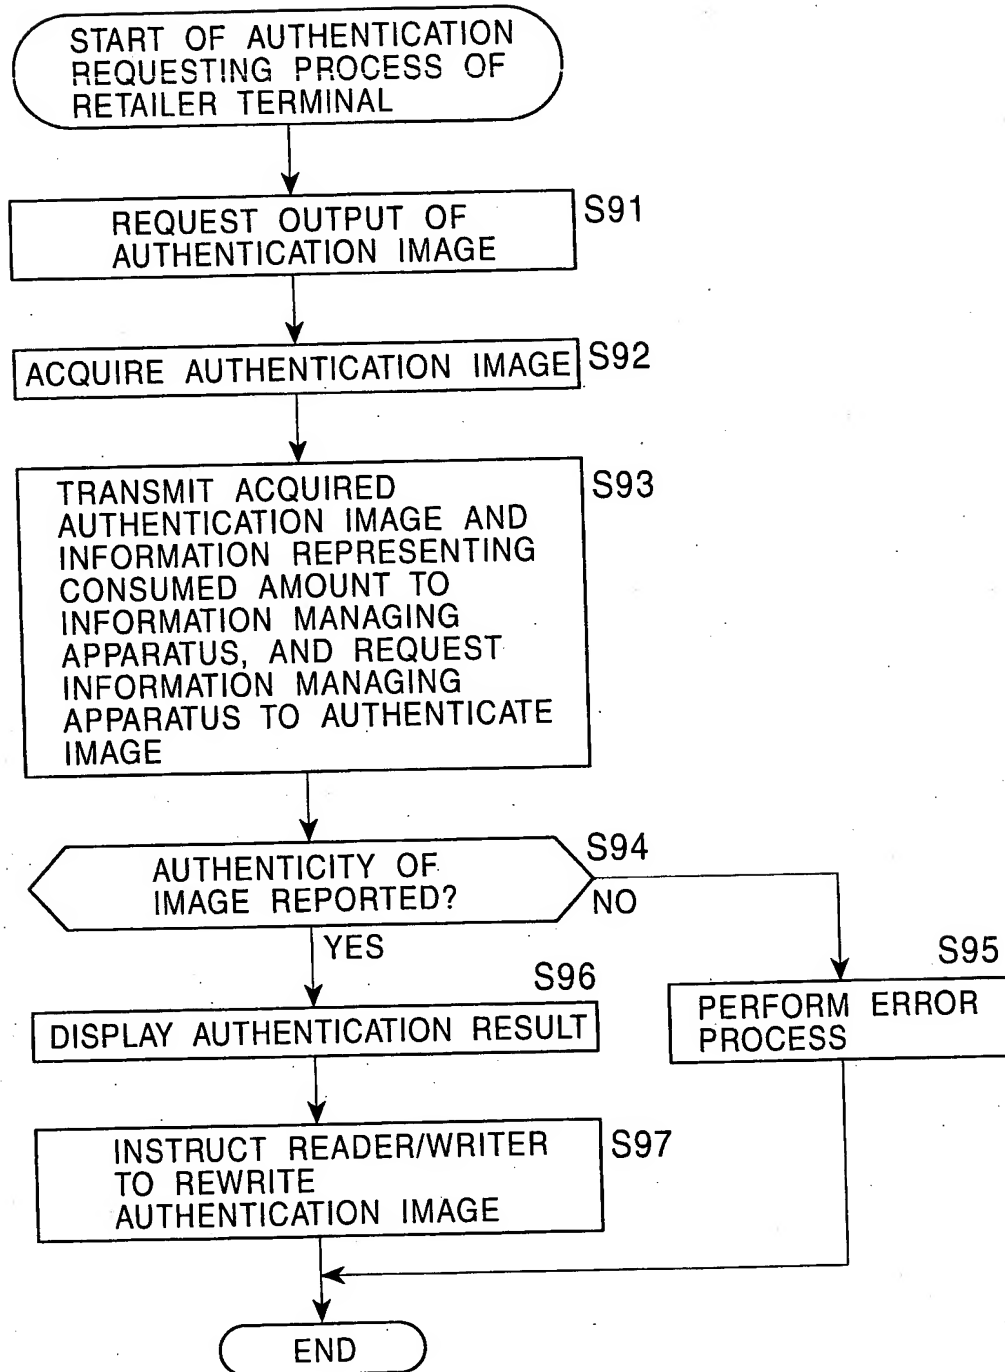 START OF AUTHENTICATION
REQUESTING PROCESS OF
RETAILER TERMINAL
REQUEST OUTPUT OF
AUTHENTICATION IMAGE
S91
ACQUIRE AUTHENTICATION IMAGE
S92
TRANSMIT ACQUIRED
AUTHENTICATION IMAGE AND
INFORMATION REPRESENTING
CONSUMED AMOUNT TO
INFORMATION MANAGING
APPARATUS, AND REQUEST
INFORMATION MANAGING
APPARATUS TO AUTHENTICATE
IMAGE
S93
AUTHENTICITY OF
IMAGE REPORTED?
S94
NO
YES
S95
PERFORM ERROR
PROCESS
S96
DISPLAY AUTHENTICATION RESULT
INSTRUCT READER/WRITER
TO REWRITE
AUTHENTICATION IMAGE
S97
END